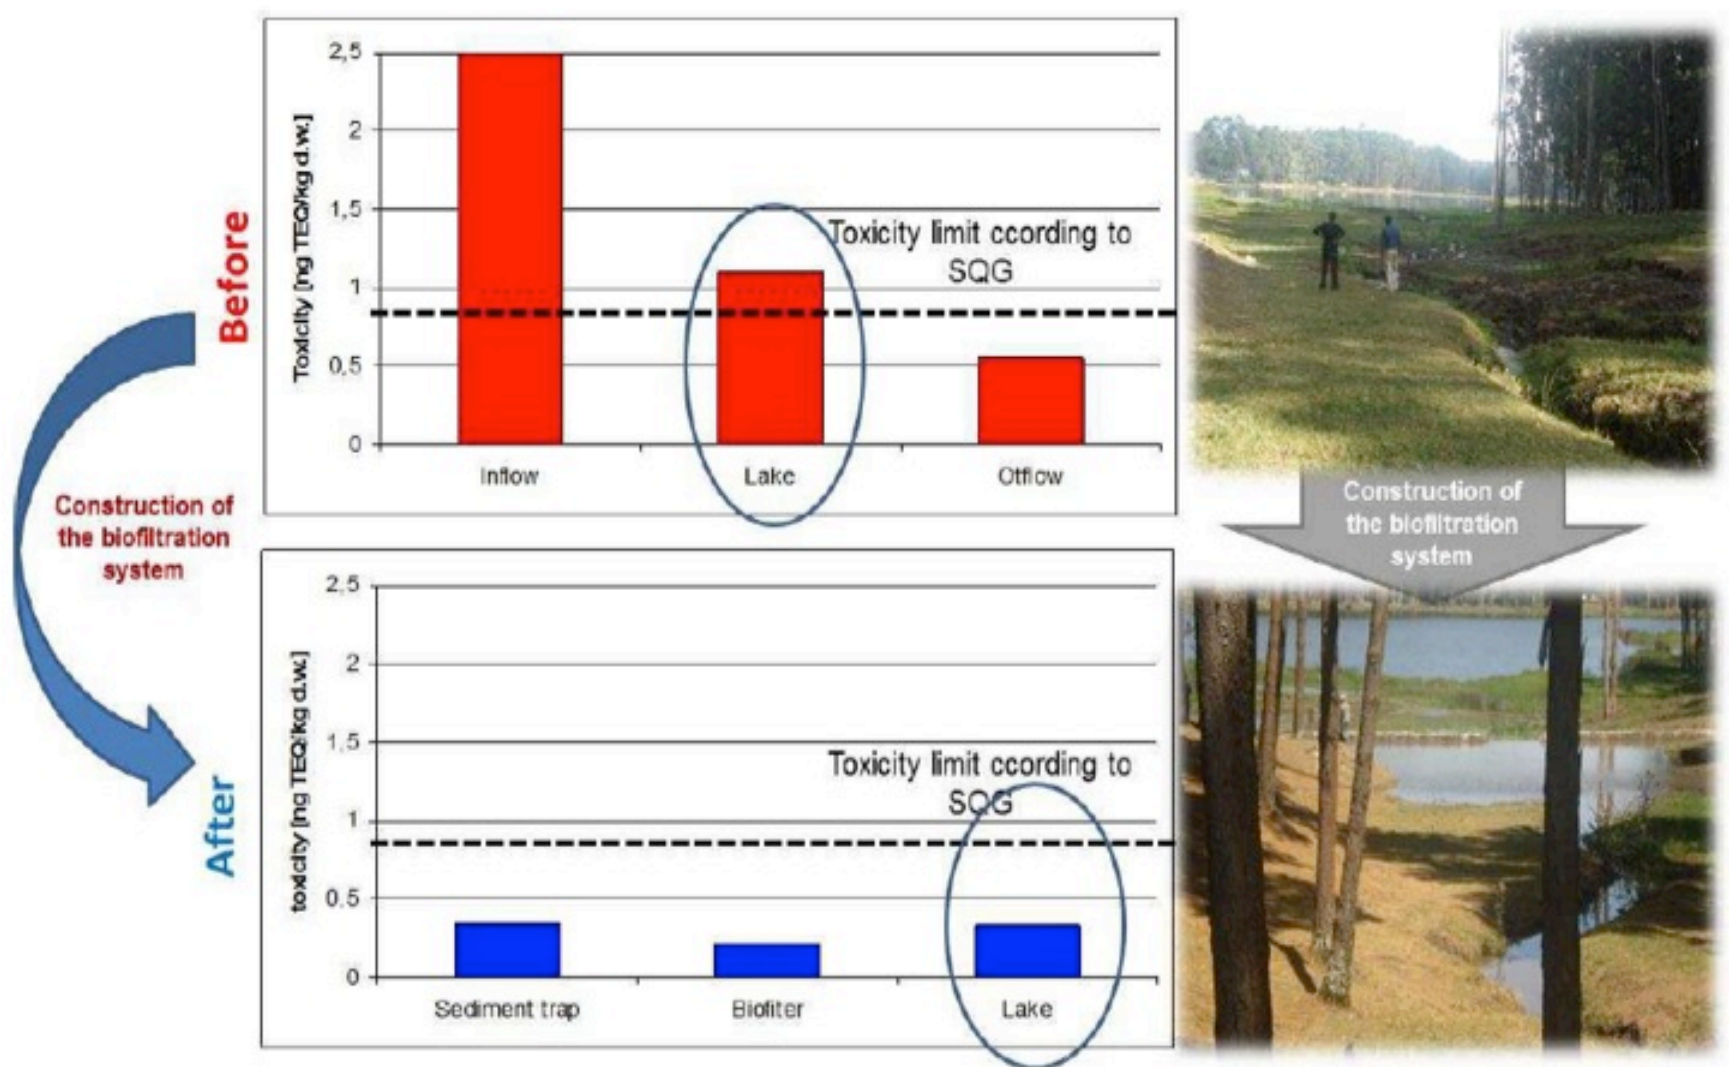 Before
Toxicity [ng TEQ/kg d.w.]
2,5
2
1,5
1
0,5
0
Toxicity limit ccording to
SQG
Inflow
Lake
Otflow
Construction of
the biofiltration
system
Construction of
the biofiltration
system
After
toxicity [ng TEQ/kg d.w.]
2,5
2
1,5
1
0.5
0
Toxicity limit ccording to
SQG
Sediment trap
Biofiter
Lake